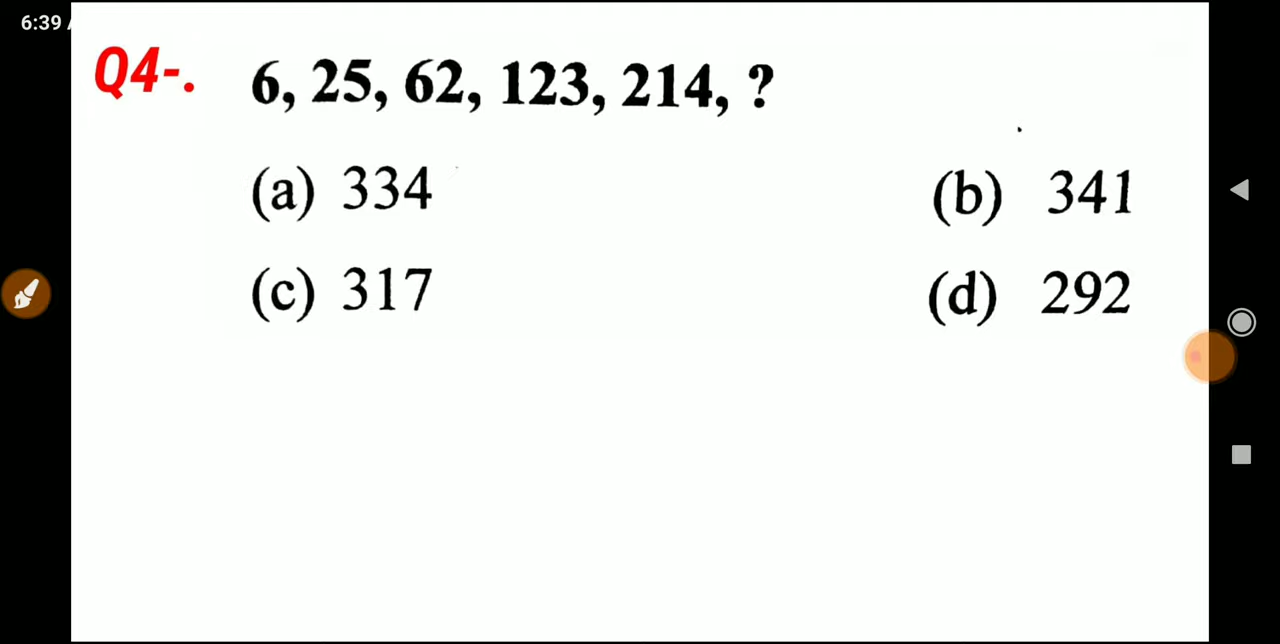 6:39
Q4-. 6, 25, 62, 123, 214, ?
(a) 334 (b) 341
(c) 317 (d) 292